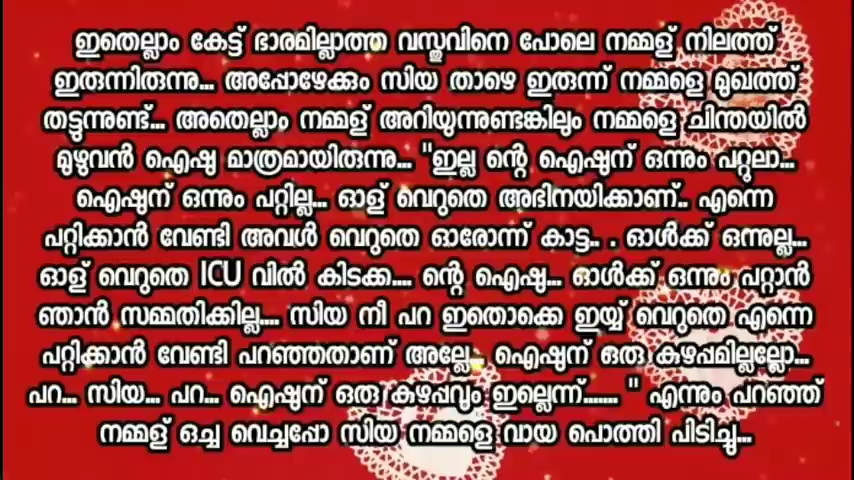 ഇതെല്ലാം കേട്ട് ഭാരമില്ലാത്ത വസ്തുവിനെ പോലെ നമ്മള് നിലത്ത്
ഇരുന്നിരുന്നു... അപ്പോഴേക്കും സിയ താഴെ ഇരുന്ന് നമ്മളെ മുഖത്ത്
തട്ടുന്നുണ്ട്... അതെല്ലാം നമ്മള് അറിയുന്നുണ്ടങ്കിലും നമ്മളെ ചിന്തയിൽ
മുഴുവൻ ഐഷു മാത്രമായിരുന്നു... "ഇല്ല ന്റെ ഐഷുന് ഒന്നും പറ്റൂലാ...
ഐഷുന് ഒന്നും പറ്റില്ല... ഓള് വെറുതെ അഭിനയിക്കാണ്.. എന്നെ
പറ്റിക്കാൻ വേണ്ടി അവൾ വെറുതെ ഓരോന്ന് കാട്ട.. . ഓൾക്ക് ഒന്നുല്ല...
ഓള് വെറുതെ ICU വിൽ കിടക്ക.... ന്റെ ഐഷു... ഓൾക്ക് ഒന്നും പറ്റാൻ
ഞാൻ സമ്മതിക്കില്ല.... സിയ നീ പറ ഇതൊക്കെ ഇയ്യ് വെറുതെ എന്നെ
പറ്റിക്കാൻ വേണ്ടി പറഞ്ഞതാണ് അല്ലേ... ഐഷുന് ഒരു കുഴപ്പമില്ലല്ലോ...
പറ... സിയ... പറ... ഐഷുന് ഒരു കുഴപ്പവും ഇല്ലെന്ന്....... " എന്നും പറഞ്ഞ്
നമ്മള് ഒച്ച വെച്ചപ്പോ സിയ നമ്മളെ വായ പൊത്തി പിടിച്ചു...